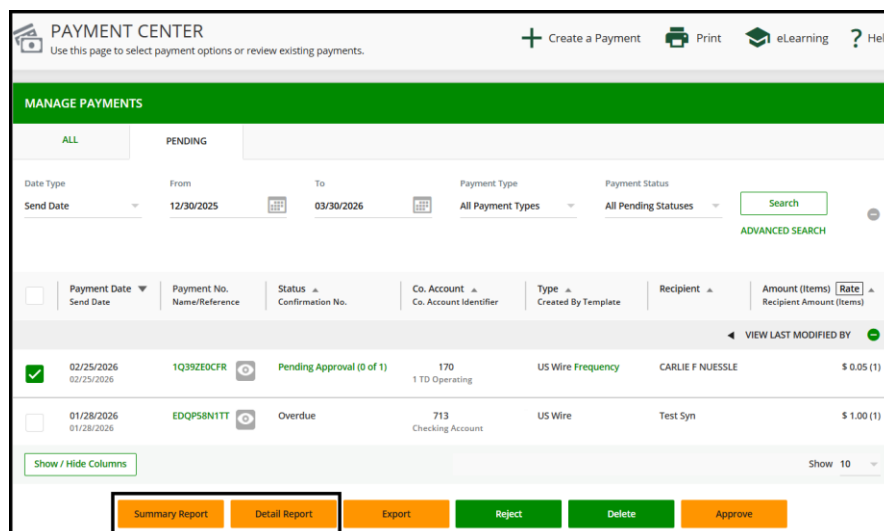 PAYMENT CENTER
Use this page to select payment options or review existing payments.
Create a Payment
Print
eLearning
? Hel
MANAGE PAYMENTS
ALL
PENDING
Date Type
From
To
Payment Type
Payment Status
Send Date
12/30/2025
03/30/2026
All Payment Types
All Pending Statuses
Search
ADVANCED SEARCH
Payment Date
Payment No.
Status
Co. Account
Type
Recipient
Amount (Items) Rate
Send Date
Name/Reference
Confirmation No.
Co. Account Identifier
Created By Template
Recipient Amount (Items)
VIEW LAST MODIFIED BY
02/25/2026
1Q39ZE0CFR
Pending Approval (0 of 1)
170
US Wire Frequency
CARLIE F NUESSLE
$ 0.05 (1)
02/25/2026
1 TD Operating
01/28/2026
EDQP58N1TT
Overdue
713
US Wire
Test Syn
$ 1.00 (1)
01/28/2026
Checking Account
Show / Hide Columns
Show 10
Summary Report
Detail Report
Export
Reject
Delete
Approve